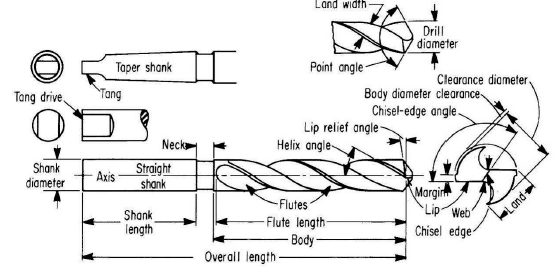 Land width
Drill
diameter
Point angle
Taper shank
Tang
Tang drive
Clearance diameter
Body diameter clearance
Chisel-edge angle
Lip relief angle
Helix angle
Neck
Shank
diameter
Axis
Straight
shank
Flutes
Margin
Lip
Web
Land
Chisel edge
Shank
length
Flute length
Body
Overall length